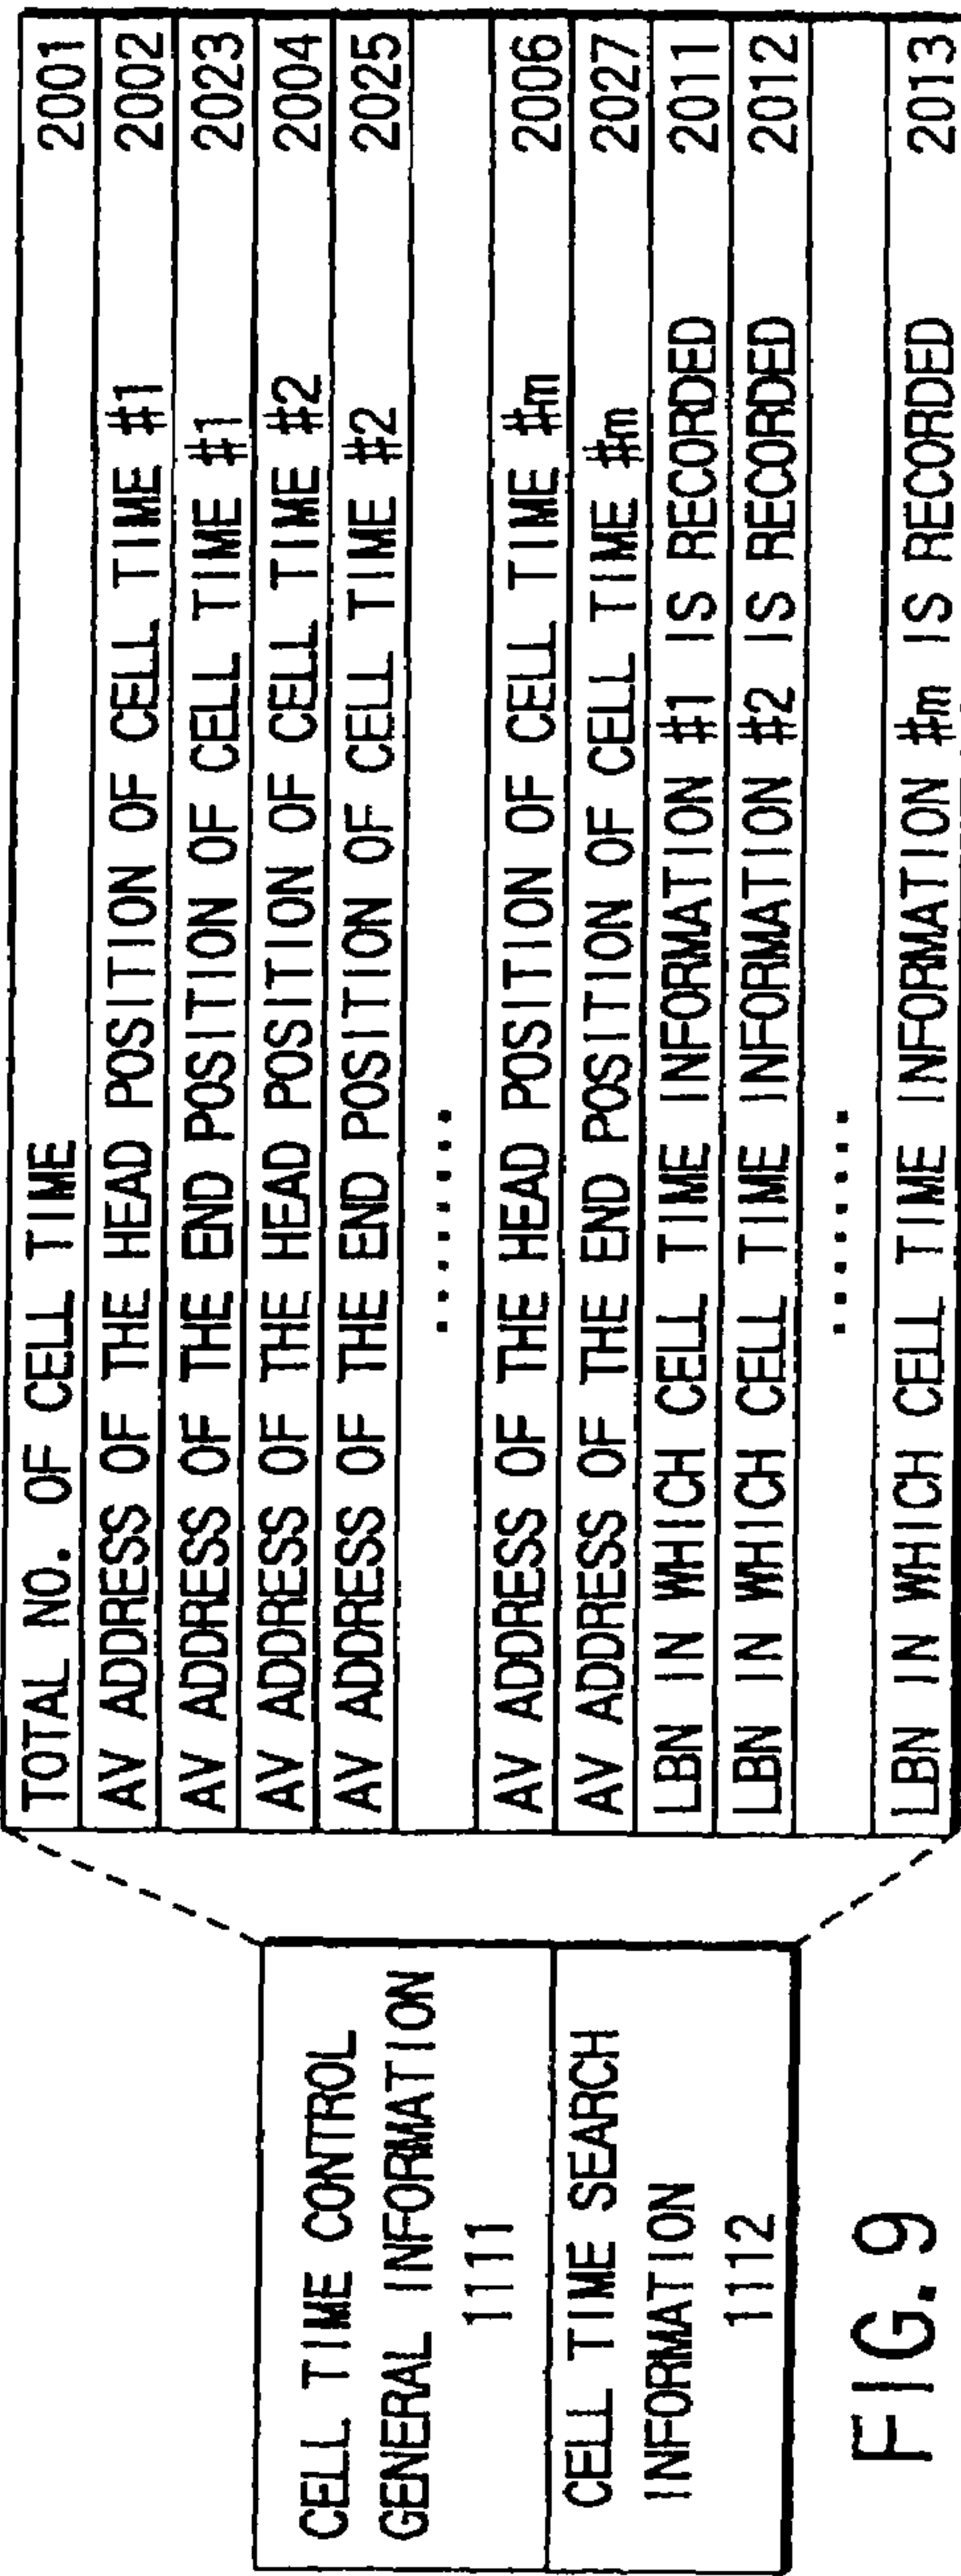 CELL TIME CONTROL
GENERAL INFORMATION
1111
CELL TIME SEARCH
INFORMATION
1112
TOTAL NO. OF CELL TIME 2001
AV ADDRESS OF THE HEAD POSITION OF CELL TIME #1 2002
AV ADDRESS OF THE END POSITION OF CELL TIME #1 2023
AV ADDRESS OF THE HEAD POSITION OF CELL TIME #2 2004
AV ADDRESS OF THE END POSITION OF CELL TIME #2 2025
......
AV ADDRESS OF THE HEAD POSITION OF CELL TIME #m 2006
AV ADDRESS OF THE END POSITION OF CELL TIME #m 2027
LBN IN WHICH CELL TIME INFORMATION #1 IS RECORDED 2011
LBN IN WHICH CELL TIME INFORMATION #2 IS RECORDED 2012
......
LBN IN WHICH CELL TIME INFORMATION #m IS RECORDED 2013
FIG. 9